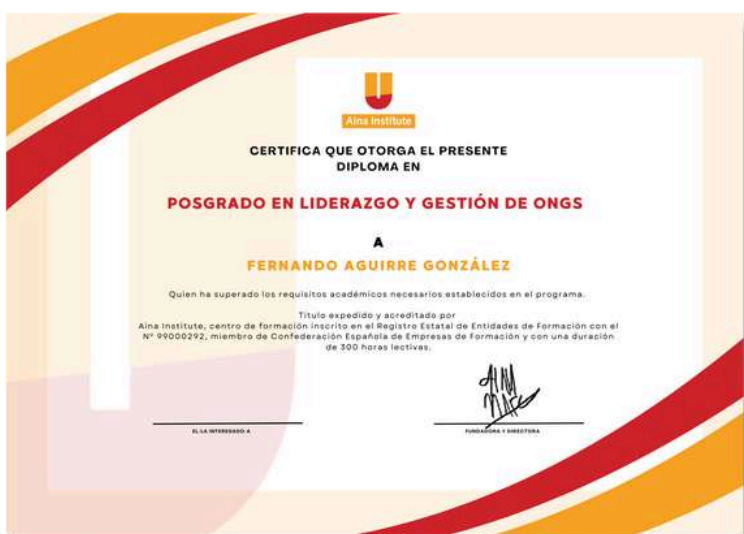 Aina Institute
CERTIFICA QUE OTORGA EL PRESENTE
DIPLOMA EN
POSGRADO EN LIDERAZGO Y GESTIÓN DE ONGS
A
FERNANDO AGUIRRE GONZÁLEZ
Quien ha superado los requisitos académicos necesarios establecidos en el programa.
Título expedido y acreditado por
Aina Institute, centro de formación inscrito en el Registro Estatal de Entidades de Formación con el
Nº 99000292, miembro de Confederación Española de Empresas de Formación y con una duración
de 300 horas lectivas.
EL·LA INTERESADO·A
FUNDADORA Y DIRECTORA